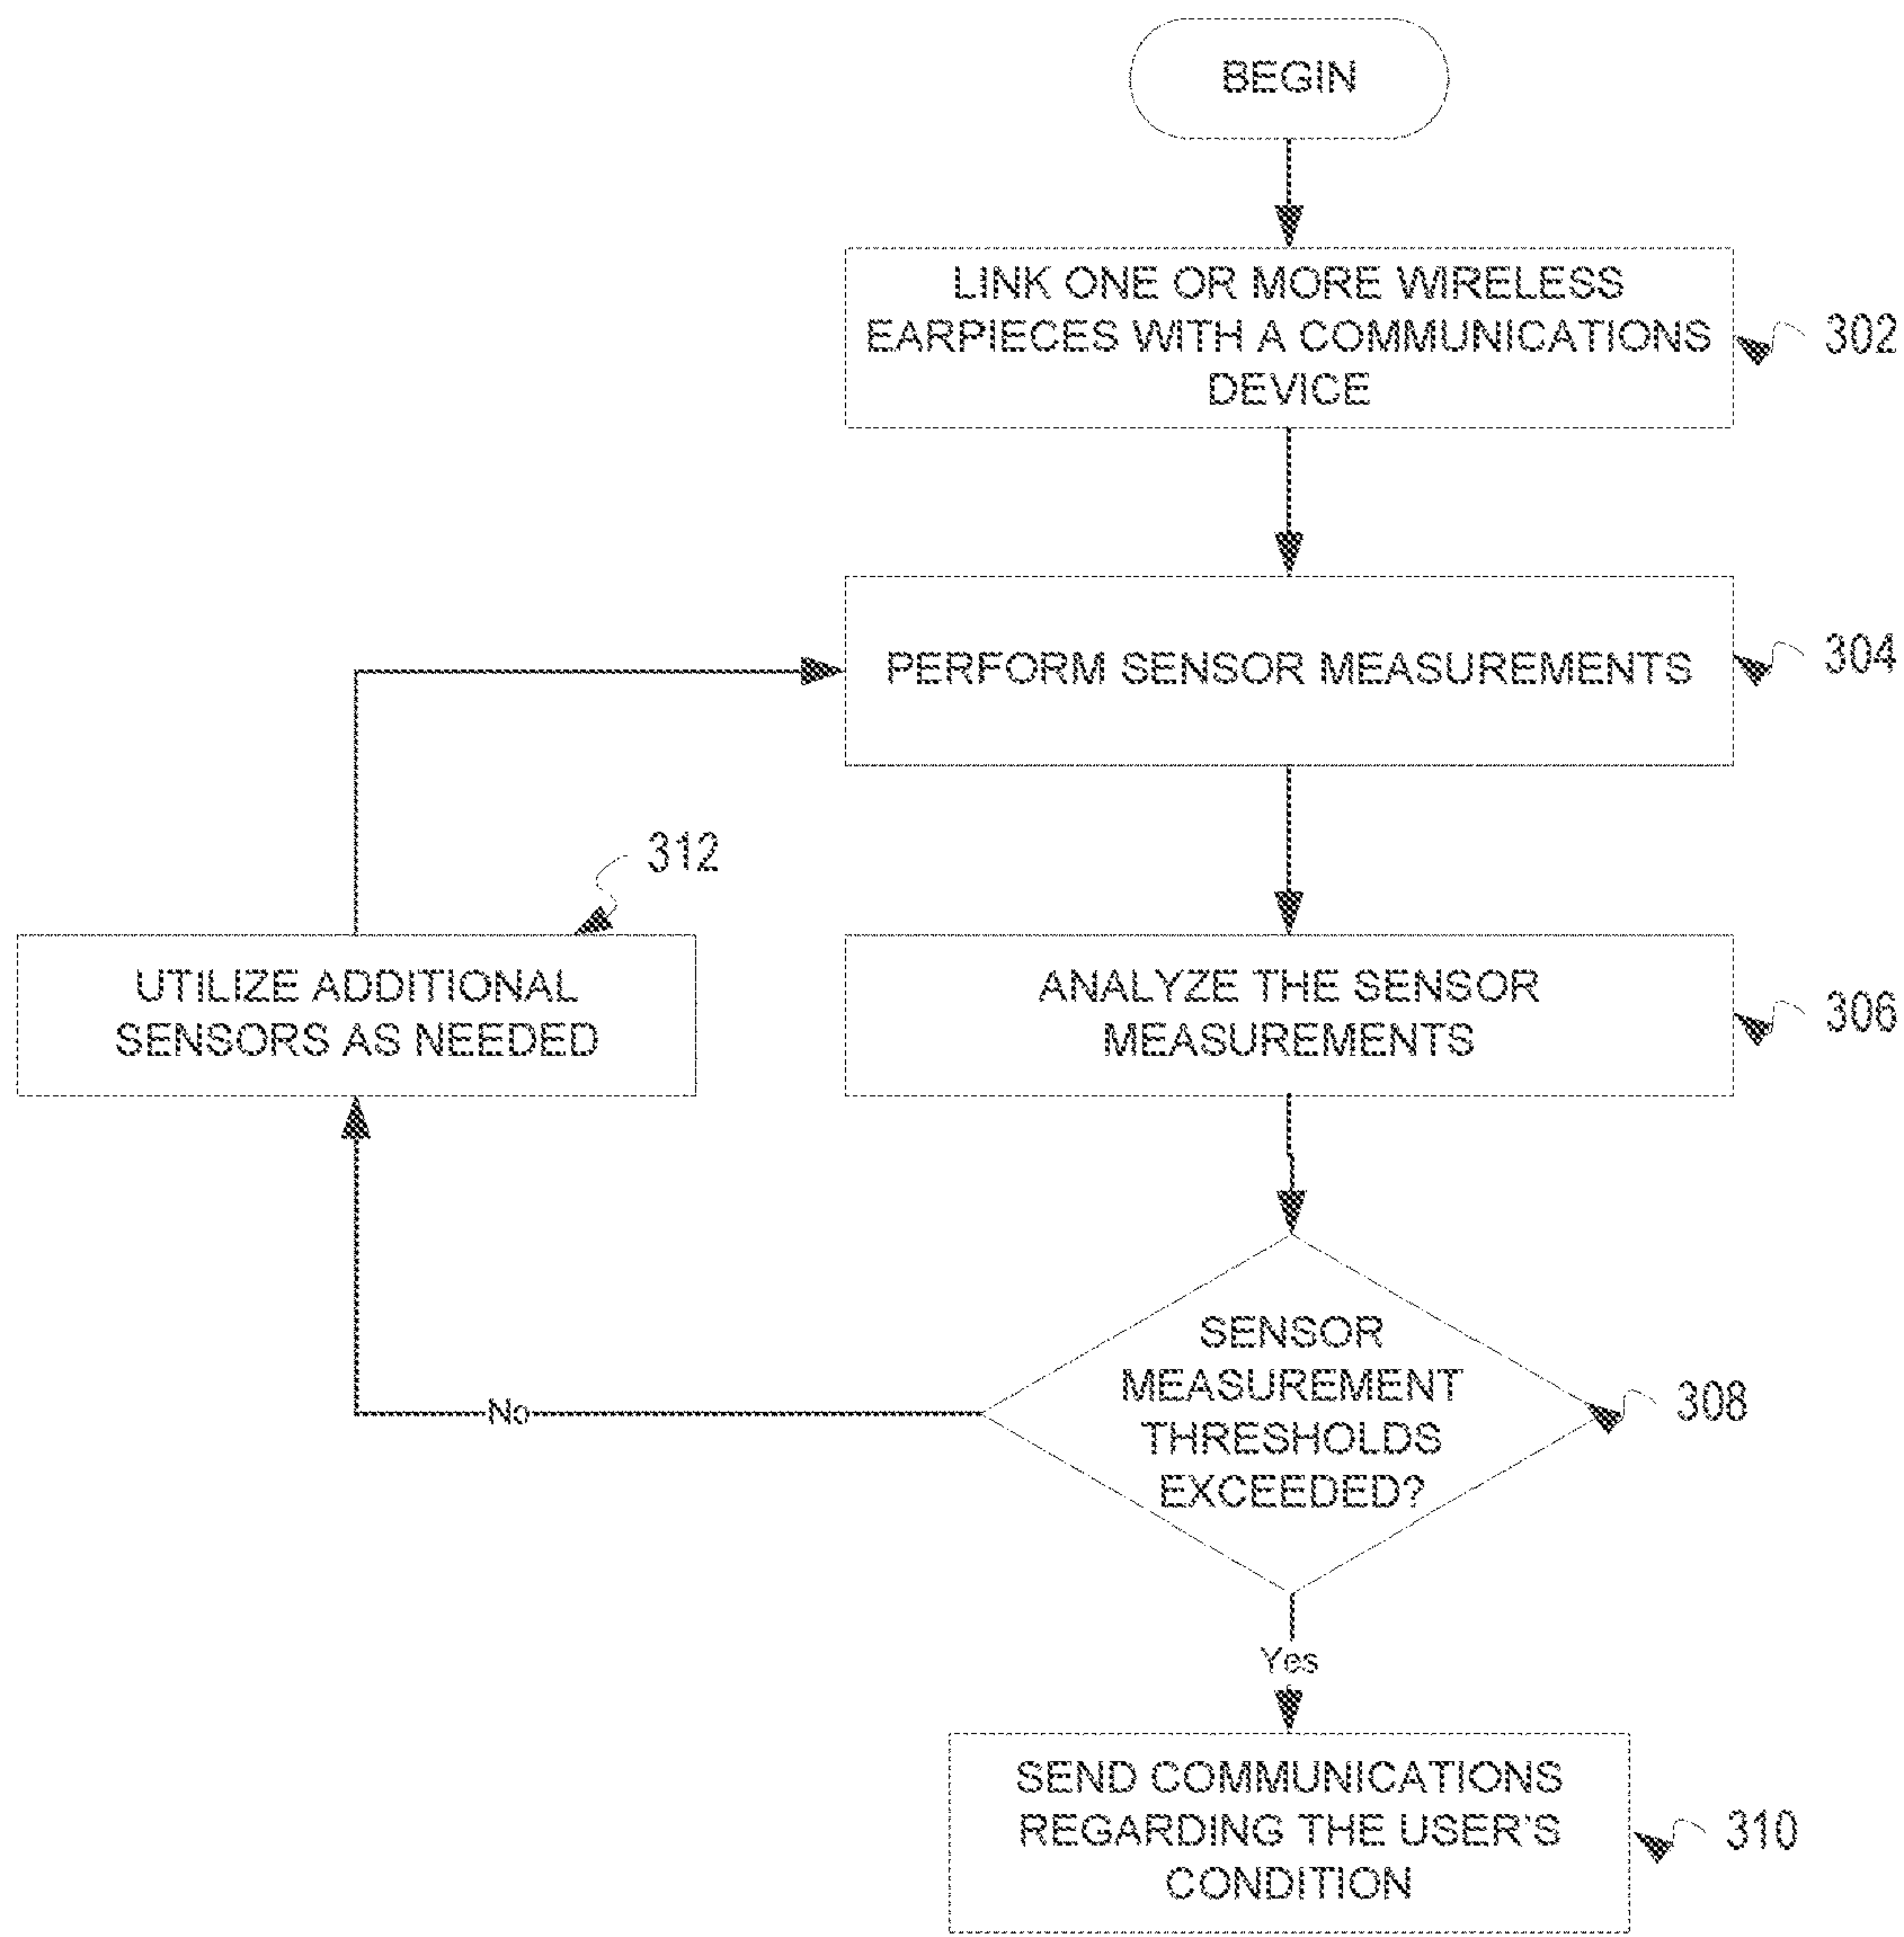 BEGIN
LINK ONE OR MORE WIRELESS
EARPIECES WITH A COMMUNICATIONS
DEVICE
302
PERFORM SENSOR MEASUREMENTS
304
312
UTILIZE ADDITIONAL
SENSORS AS NEEDED
ANALYZE THE SENSOR
MEASUREMENTS
306
SENSOR
MEASUREMENT
THRESHOLDS
EXCEEDED?
308
No
Yes
SEND COMMUNICATIONS
REGARDING THE USER'S
CONDITION
310